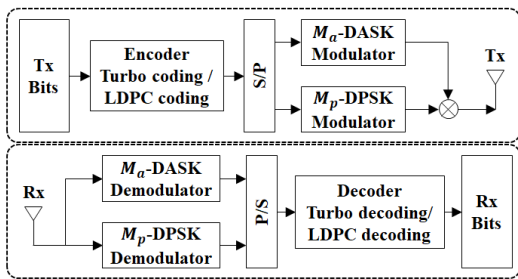 Tx
Bits
Encoder
Turbo coding /
LDPC coding
S/P
Mₐ-DASK
Modulator
Mₚ-DPSK
Modulator
Tx
Rx
Mₐ-DASK
Demodulator
Mₚ-DPSK
Demodulator
P/S
Decoder
Turbo decoding/
LDPC decoding
Rx
Bits